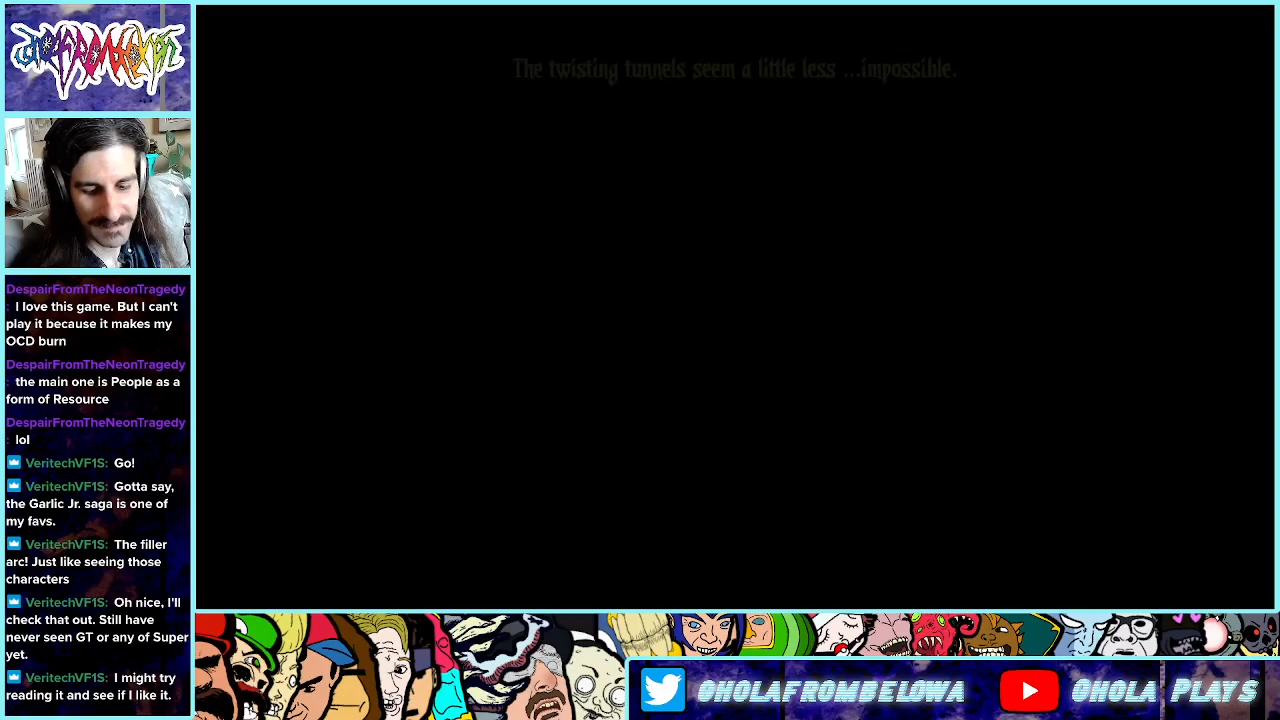 The twisting tunnels seem a little less ...impossible.
DespairFromTheNeonTragedy
: I love this game. But I can't
play it because it makes my
OCD burn
DespairFromTheNeonTragedy
: the main one is People as a
form of Resource
DespairFromTheNeonTragedy
: lol
VeritechVF1S: Go!
VeritechVF1S: Gotta say,
the Garlic Jr. saga is one of
my favs.
VeritechVF1S: The filler
arc! Just like seeing those
characters
VeritechVF1S: Oh nice, I'll
check that out. Still have
never seen GT or any of Super
yet.
VeritechVF1S: I might try
reading it and see if I like it.
GHOLAFROMBELOWA
GHOLA PLAYS